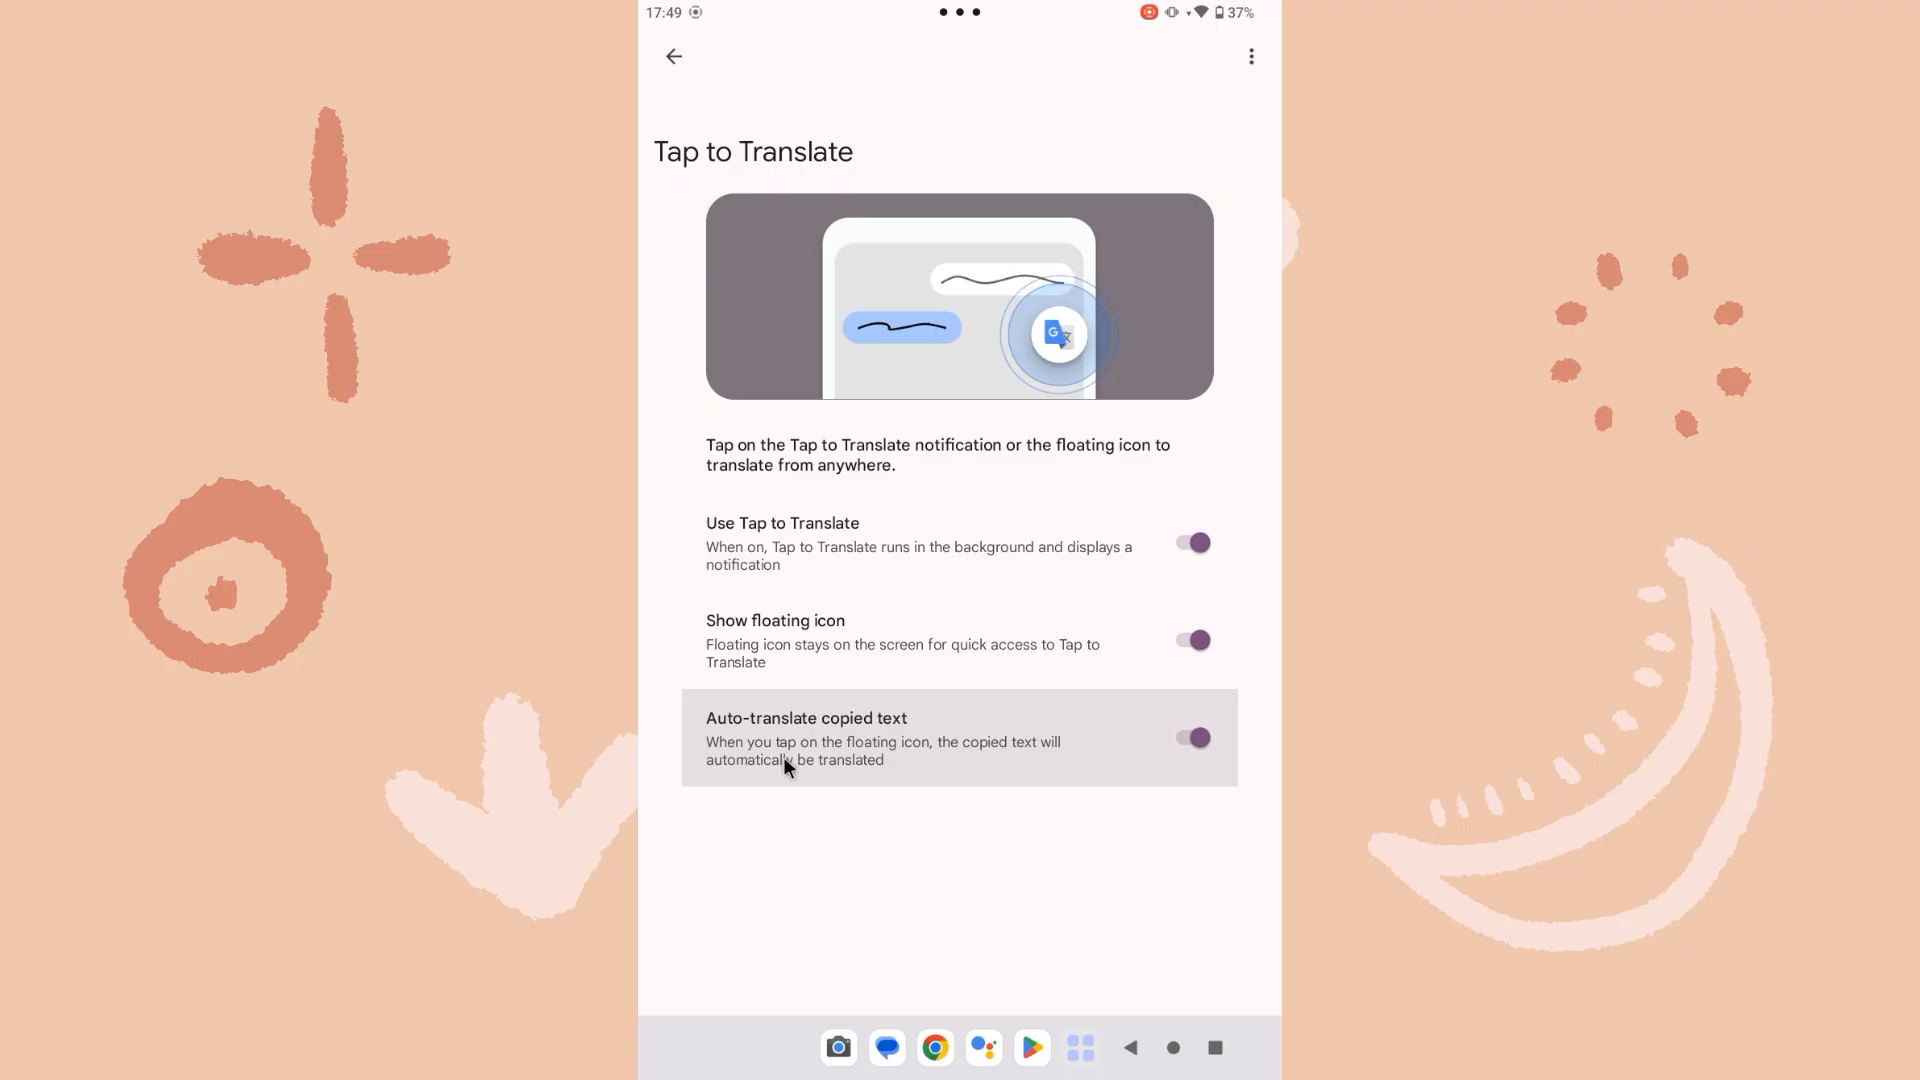 17:49
37%
Tap to Translate
G
Tap on the Tap to Translate notification or the floating icon to
translate from anywhere.
Use Tap to Translate
When on, Tap to Translate runs in the background and displays a
notification
Show floating icon
Floating icon stays on the screen for quick access to Tap to
Translate
Auto-translate copied text
When you tap on the floating icon, the copied text will
automatically be translated